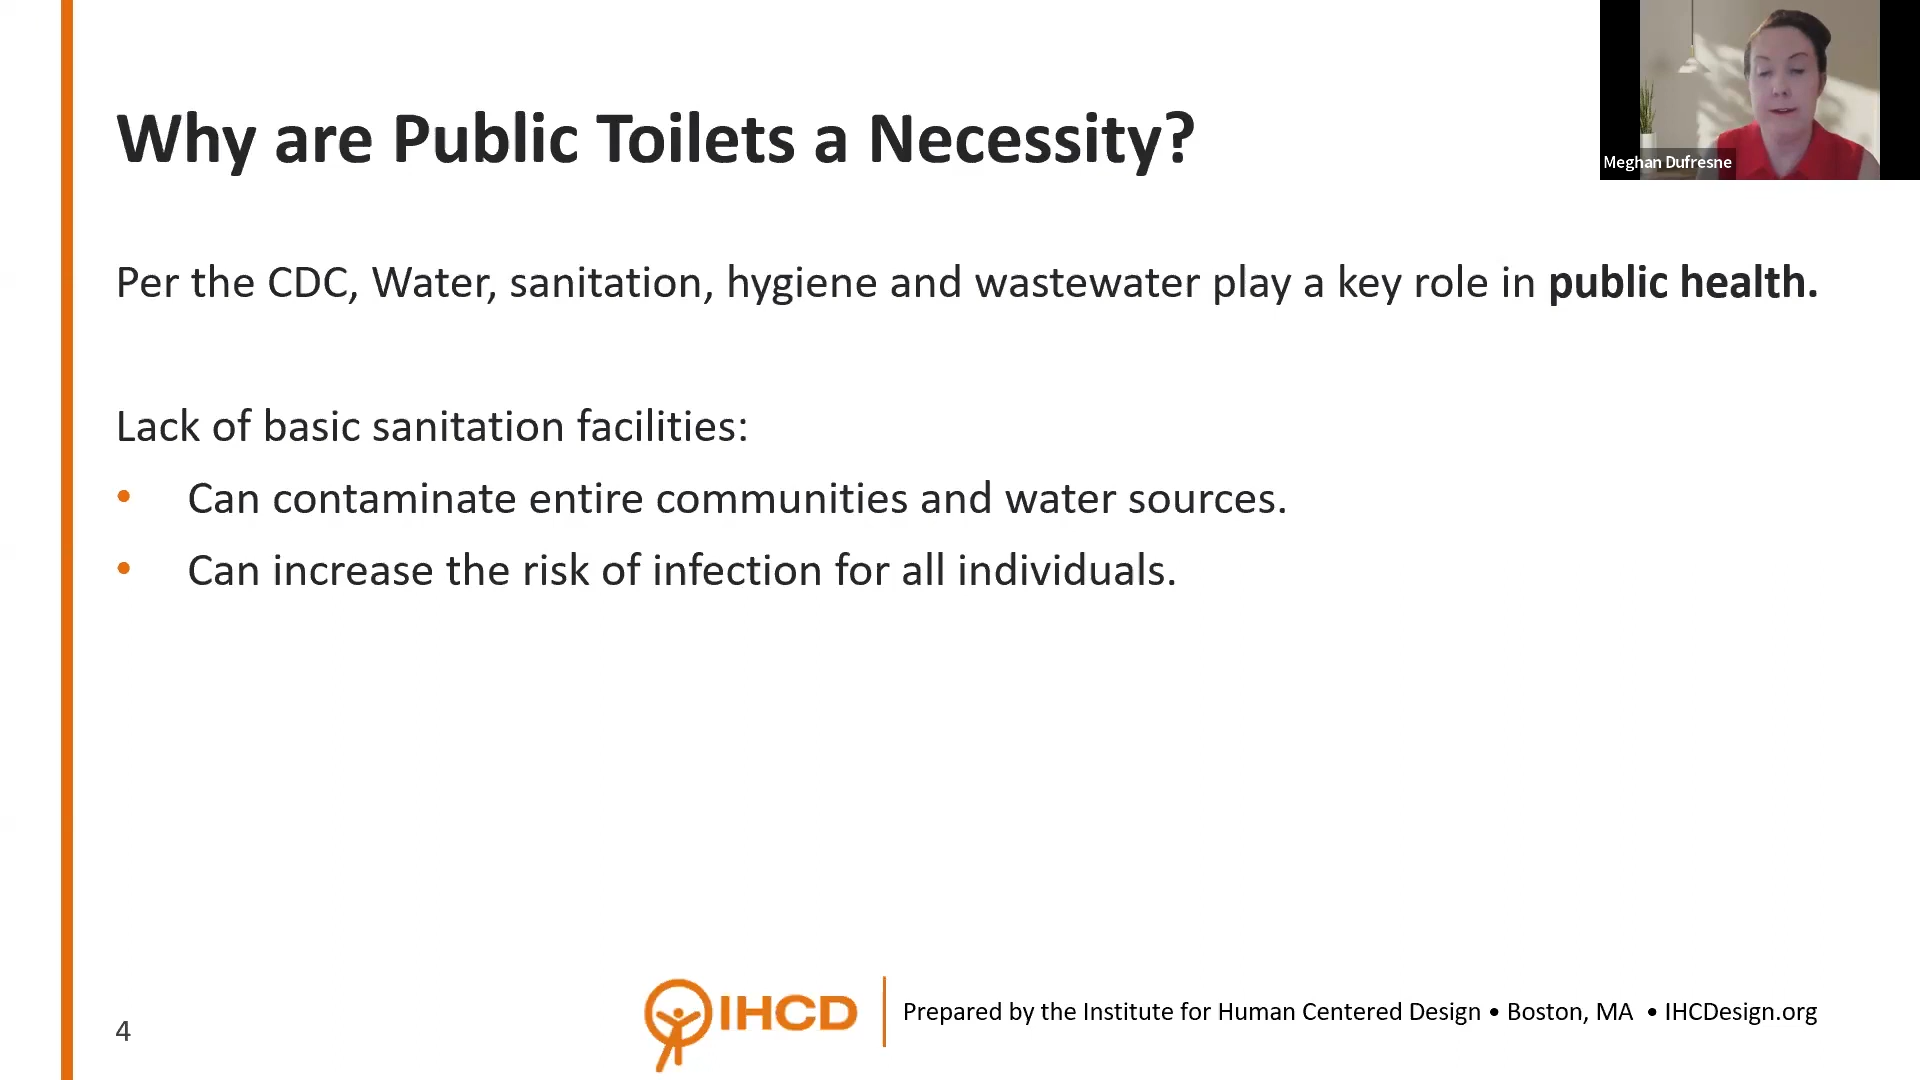 Why are Public Toilets a Necessity?
Meghan Dufresne
Per the CDC, Water, sanitation, hygiene and wastewater play a key role in public health.
Lack of basic sanitation facilities:
• Can contaminate entire communities and water sources.
• Can increase the risk of infection for all individuals.
4
IHCD
Prepared by the Institute for Human Centered Design • Boston, MA • IHCDesign.org